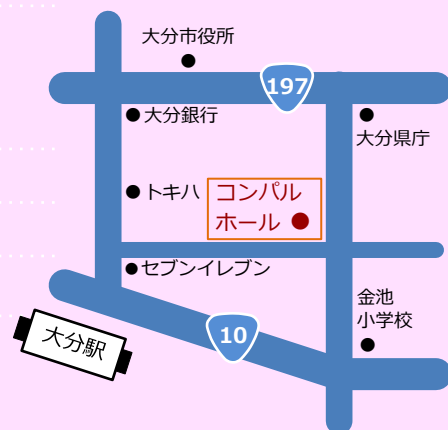 大分市役所
197
大分銀行
大分県庁
トキハ
コンパル
ホール
セブンイレブン
金池
小学校
10
大分駅